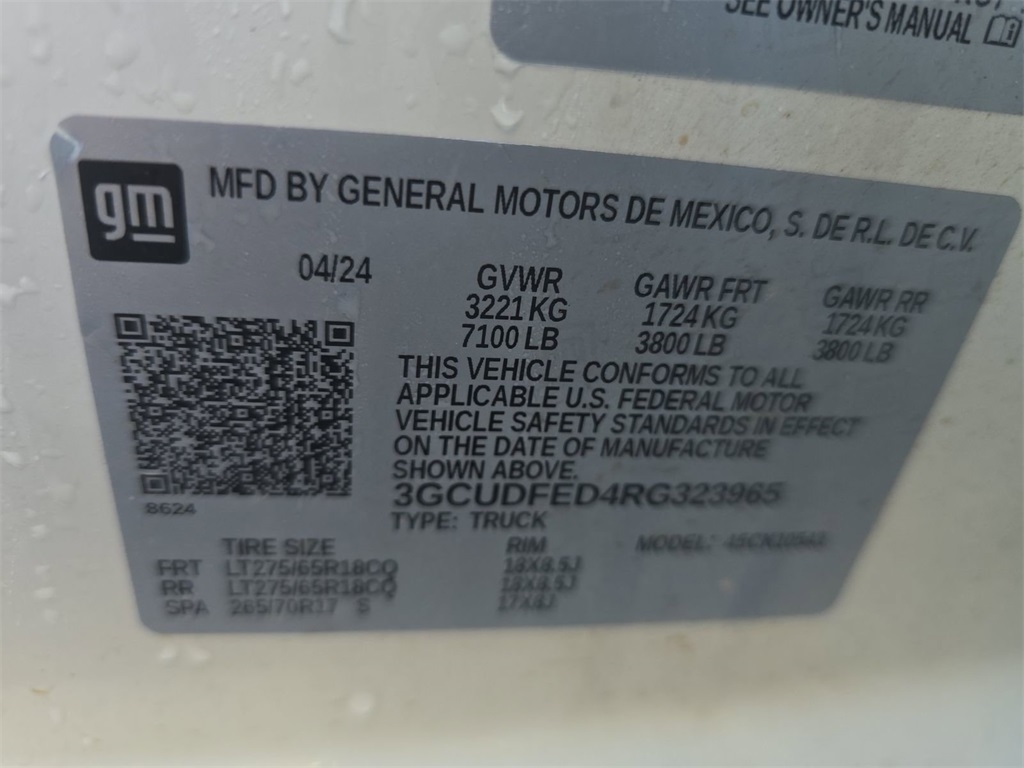 SEE OWNER'S MANUAL
gm
MFD BY GENERAL MOTORS DE MEXICO, S. DE R.L. DE C.V.
04/24 GVWR GAWR FRT GAWR RR
3221 KG 1724 KG 1724 KG
7100 LB 3800 LB 3800 LB
THIS VEHICLE CONFORMS TO ALL
APPLICABLE U.S. FEDERAL MOTOR
VEHICLE SAFETY STANDARDS IN EFFECT
ON THE DATE OF MANUFACTURE
SHOWN ABOVE.
3GCUDFED4RG323965
8624
TYPE: TRUCK
TIRE SIZE RIM MODEL:
FRT LT275/65R18CQ 18X8.5J
RR LT275/65R18CQ 18X8.5J
SPA 265/70R17 S 17X8J